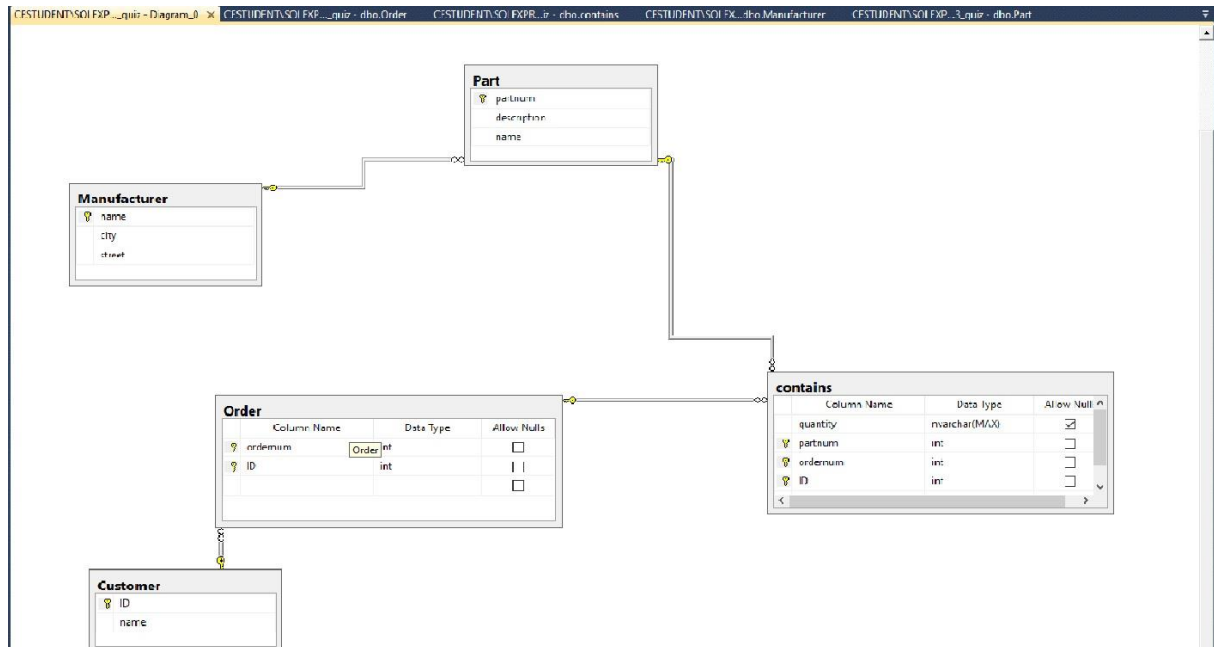 CESTUDENT\SQLEXP..._quiz - Diagram_0 CESTUDENT\SQLEXP..._quiz - dbo.Order CESTUDENT\SQLEXPR...iz - dbo.contains CESTUDENT\SQLEX...dbo.Manufacturer CESTUDENT\SQLEXP...3_quiz - dbo.Part
Part
partnum
description
name
Manufacturer
name
city
street
contains
Column Name Data Type Allow Null
quantity nvarchar(MAX)
partnum int
ordernum int
ID int
Order
Column Name Data Type Allow Nulls
ordernum Order int
ID int
Customer
ID
name